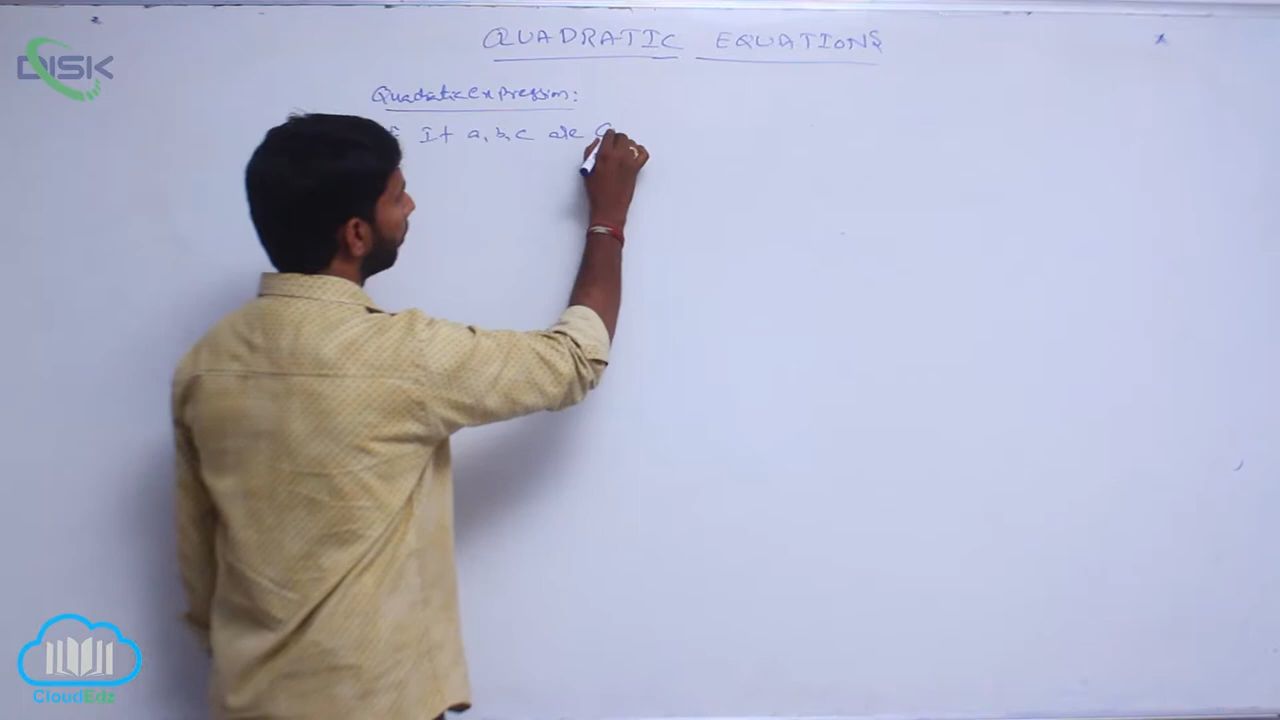 QUADRATIC EQUATIONS
DISK
Quadratic Expression:
If a, b, c are
CloudEdz